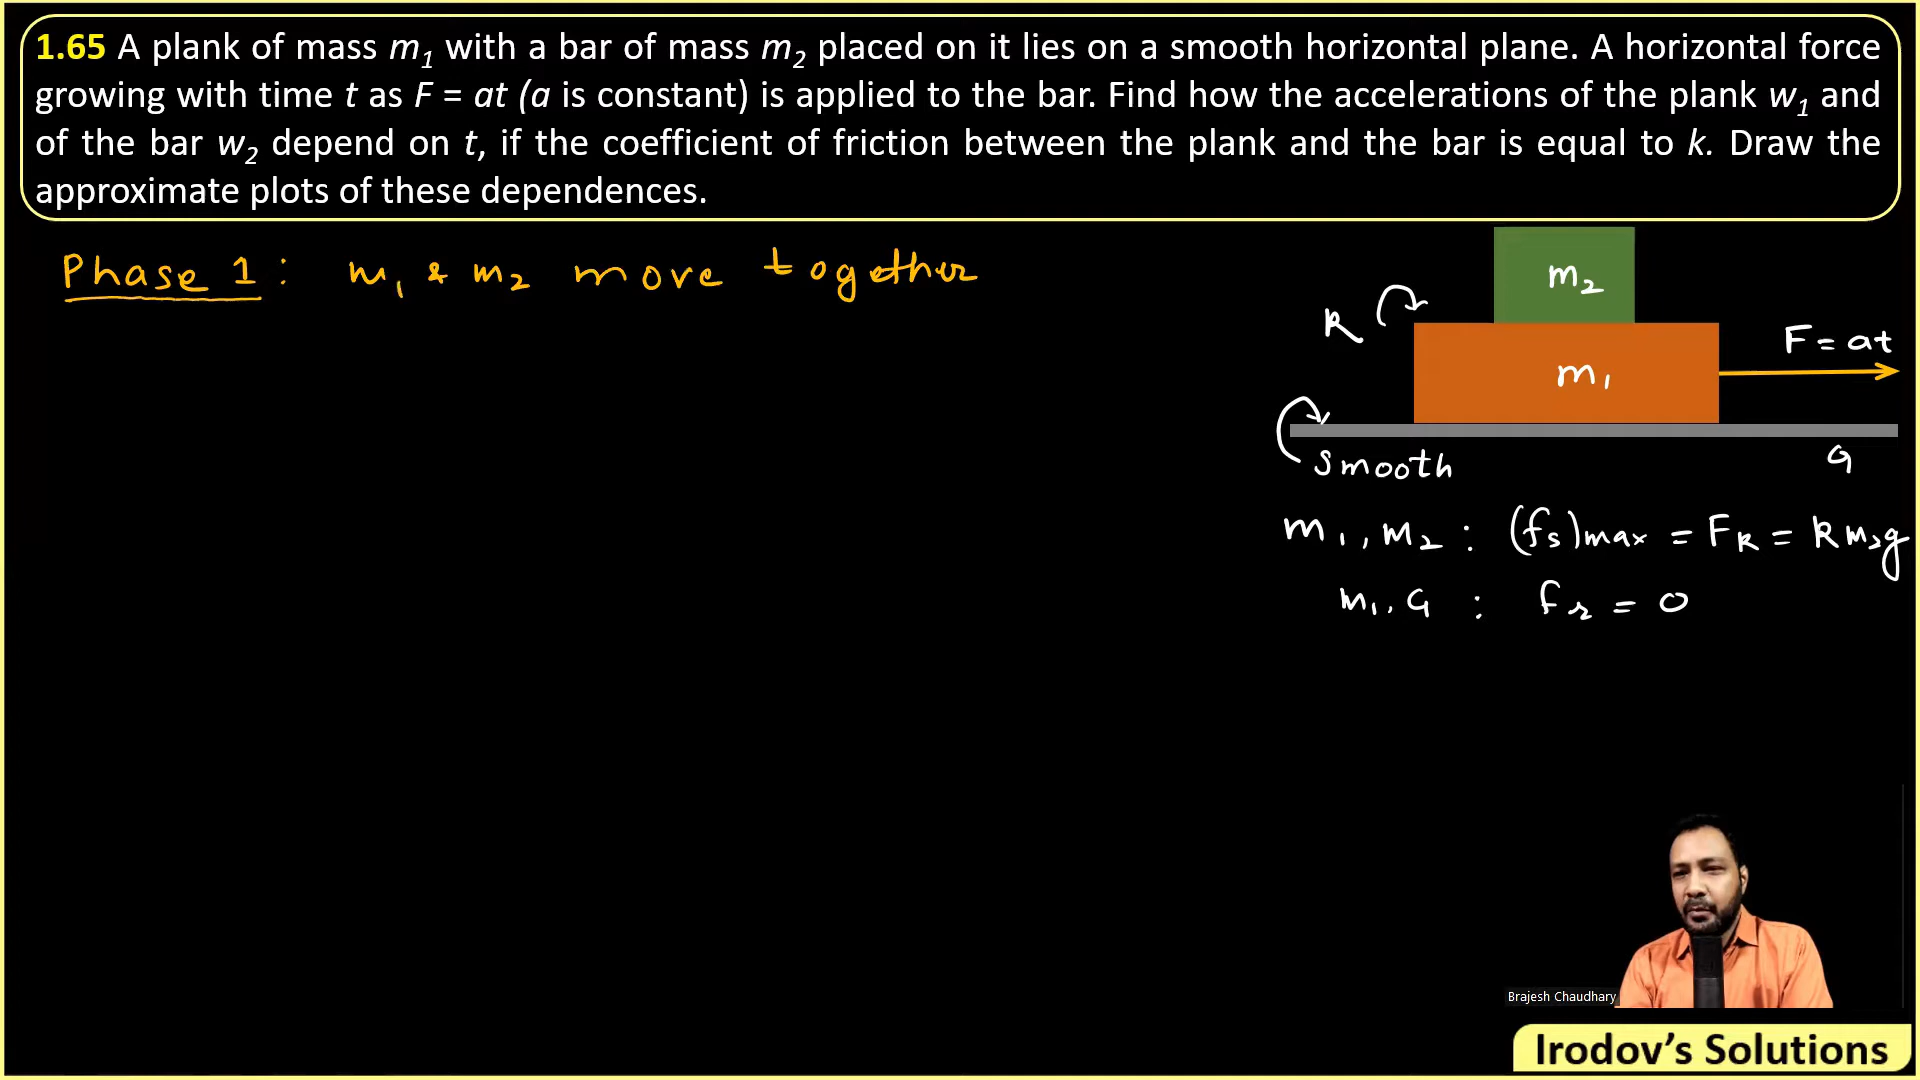 1.65 A plank of mass m₁ with a bar of mass m₂ placed on it lies on a smooth horizontal plane. A horizontal force
growing with time t as F = at (a is constant) is applied to the bar. Find how the accelerations of the plank w₁ and
of the bar w₂ depend on t, if the coefficient of friction between the plank and the bar is equal to k. Draw the
approximate plots of these dependences.
Phase 1 : m₁ & m₂ move together
m₂
k
F = at
m₁
smooth
G
m₁, m₂ : (fₛ)max = Fₖ = k m₂g
m₁, G : fᵣ = 0
Brajesh Chaudhary
Irodov’s Solutions